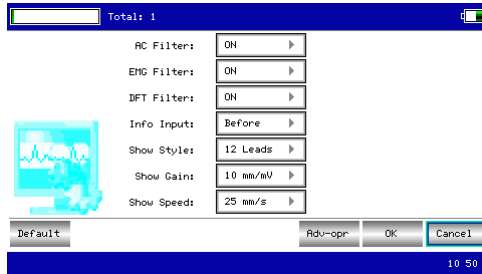 Total: 1
AC Filter: ON
EMG Filter: ON
DFT Filter: ON
Info Input: Before
Show Style: 12 Leads
Show Gain: 10 mm/mV
Show Speed: 25 mm/s
Default Adv-opr OK Cancel
10 50